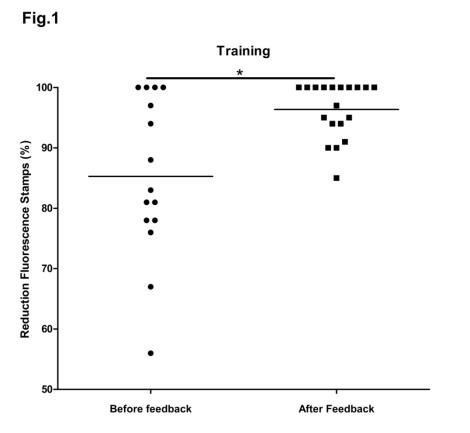 Fig.1
Training
*
Reduction Fluorescence Stamps (%)
100
90
80
70
60
50
Before feedback
After Feedback